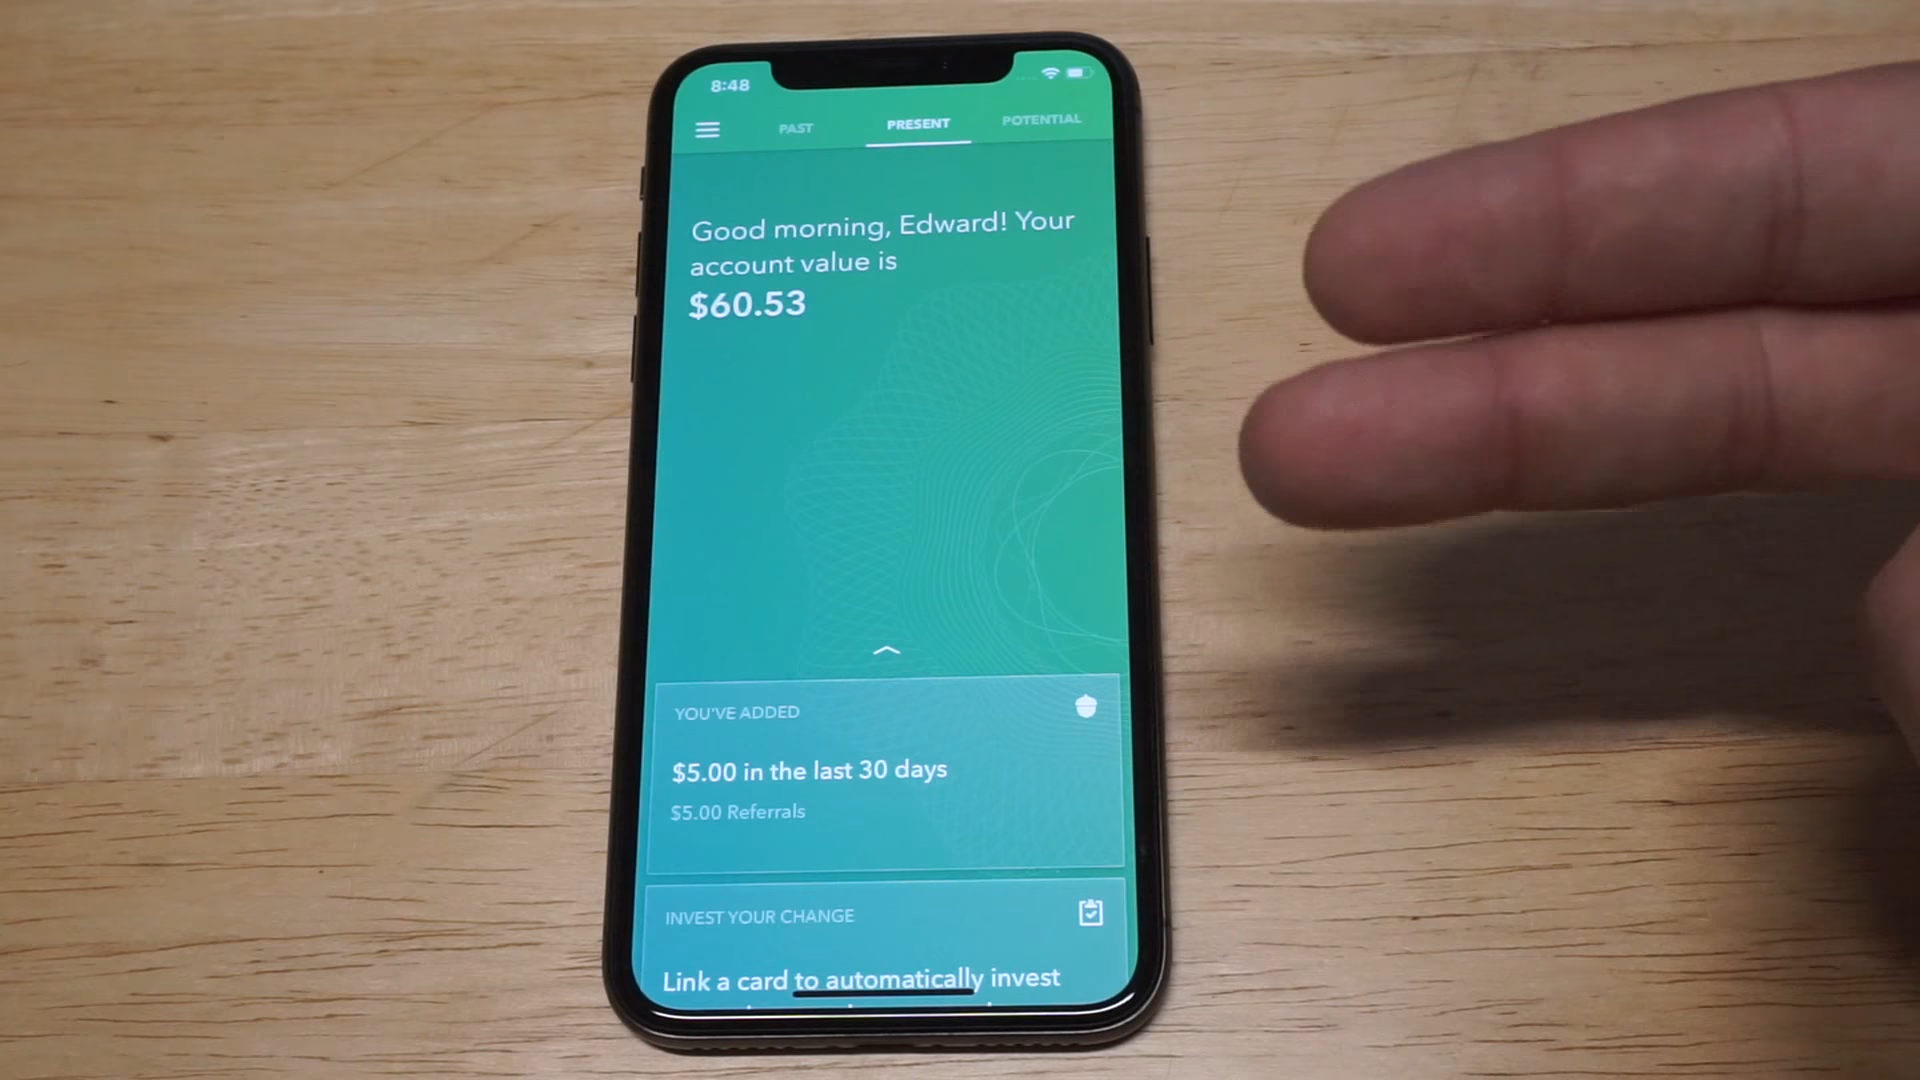 8:48
PAST PRESENT POTENTIAL
Good morning, Edward! Your
account value is
$60.53
YOU'VE ADDED
$5.00 in the last 30 days
$5.00 Referrals
INVEST YOUR CHANGE
Link a card to automatically invest